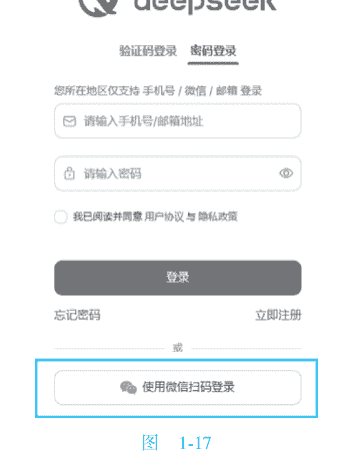 deepseek
验证码登录 密码登录
您所在地区仅支持 手机号 / 微信 / 邮箱 登录
请输入手机号/邮箱地址
请输入密码
我已阅读并同意 用户协议 与 隐私政策
登录
忘记密码 立即注册
或
使用微信扫码登录
图 1-17